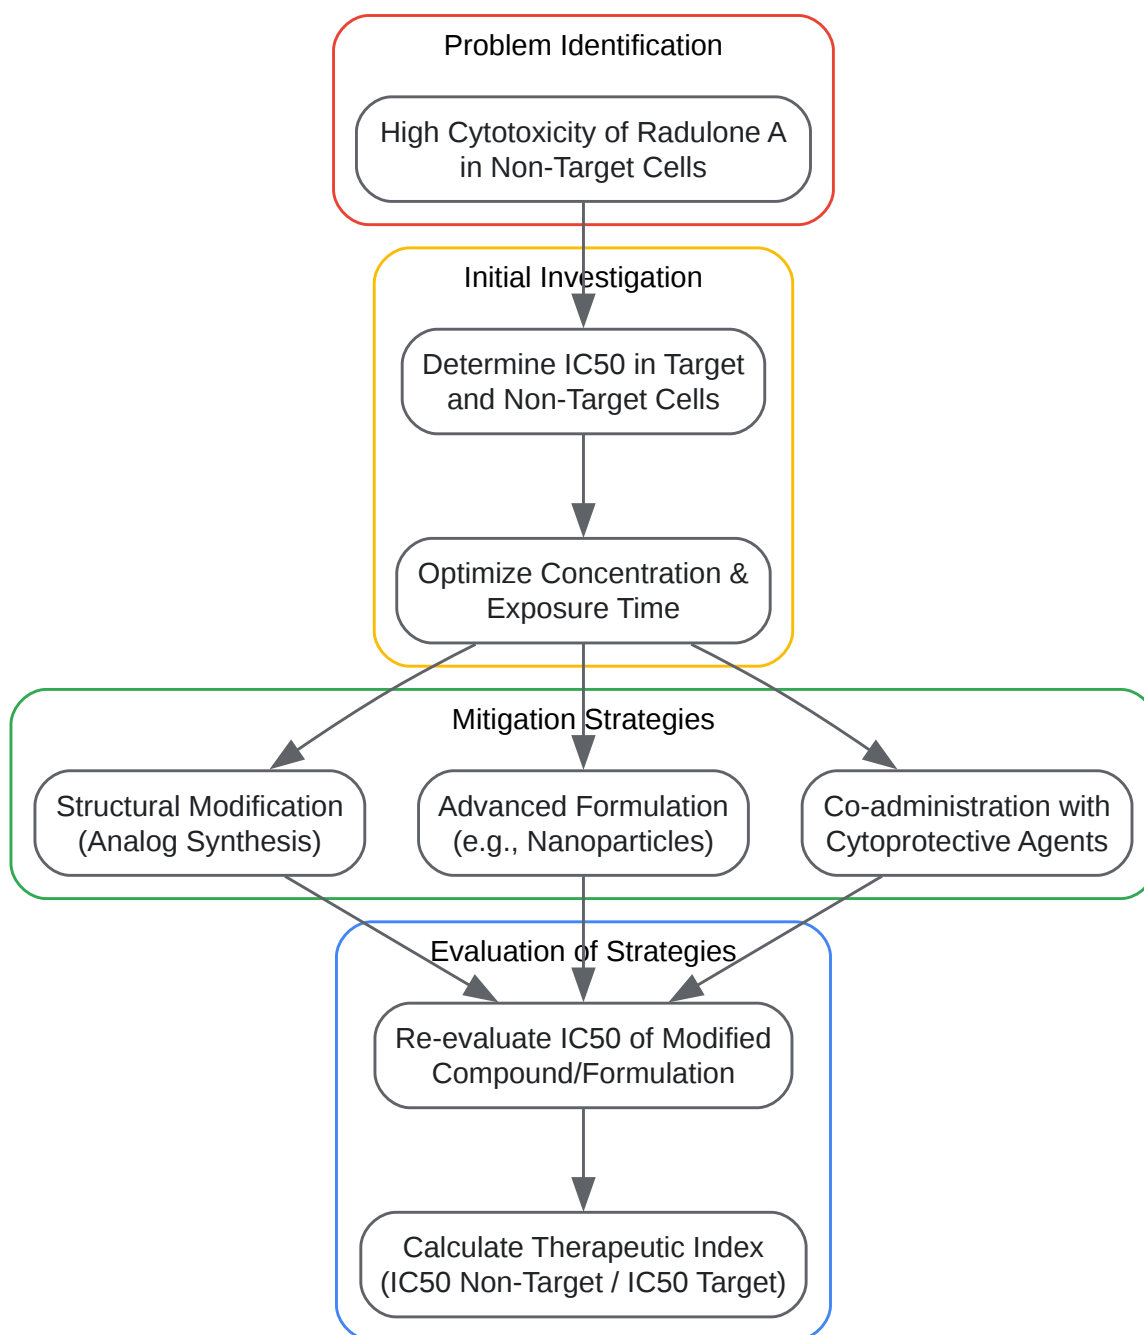 Problem Identification
High Cytotoxicity of Radulone A
in Non-Target Cells
Initial Investigation
Determine IC50 in Target
and Non-Target Cells
Optimize Concentration &
Exposure Time
Mitigation Strategies
Structural Modification
(Analog Synthesis)
Advanced Formulation
(e.g., Nanoparticles)
Co-administration with
Cytoprotective Agents
Evaluation of Strategies
Re-evaluate IC50 of Modified
Compound/Formulation
Calculate Therapeutic Index
(IC50 Non-Target / IC50 Target)